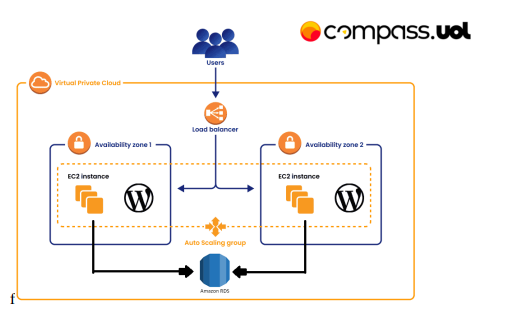 compass.uol
Users
Virtual Private Cloud
Load balancer
Availability zone 1
Availability zone 2
EC2 instance
EC2 instance
Auto Scaling group
Amazon RDS
f